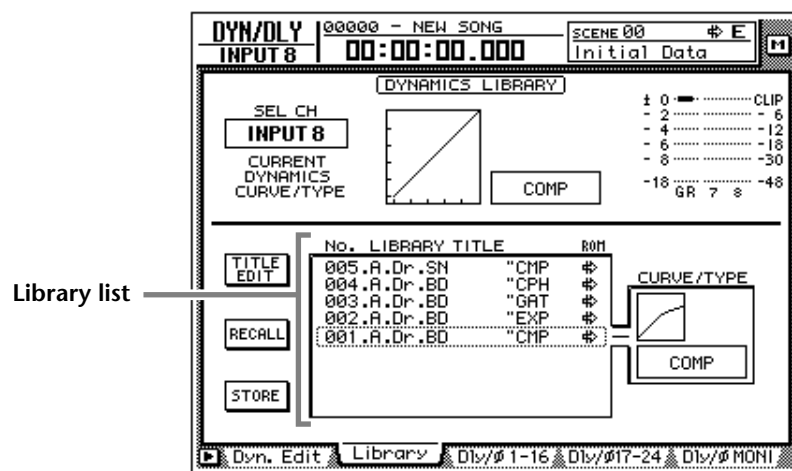 DYN/DLY
INPUT 8
00000 - NEW SONG
00:00:00.000
SCENE 00 E
Initial Data
M
DYNAMICS LIBRARY
SEL CH
INPUT 8
CURRENT
DYNAMICS
CURVE/TYPE
COMP
± 0 CLIP
- 2 - 6
- 4 -12
- 6 -18
- 8 -30
-18 -48
GR 7 8
Library list
TITLE
EDIT
RECALL
STORE
No. LIBRARY TITLE ROM
005.A.Dr.SN "CMP
004.A.Dr.BD "CPH
003.A.Dr.BD "GAT
002.A.Dr.BD "EXP
001.A.Dr.BD "CMP
CURVE/TYPE
COMP
Dyn. Edit Library Dly/Ø 1-16 Dly/Ø17-24 Dly/Ø MONI